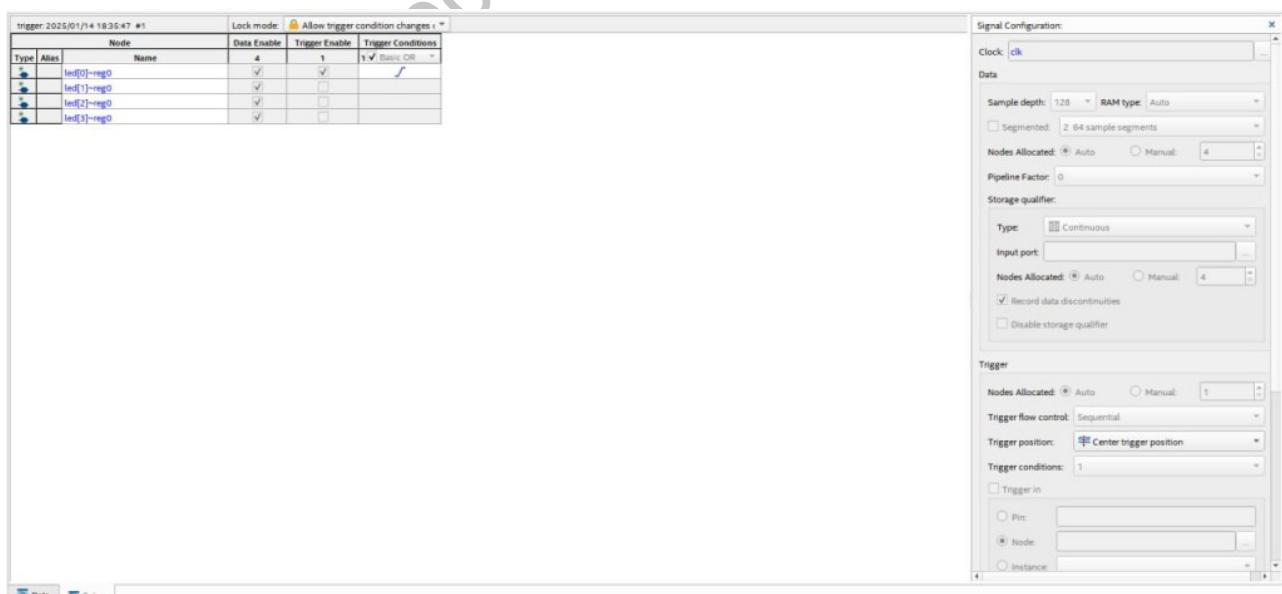 trigger: 2025/01/14 18:35:47 #1 Lock mode: Allow trigger condition changes
Node Data Enable Trigger Enable Trigger Conditions
Type Alias Name 4 1 1 Basic OR
led[0]~reg0
led[1]~reg0
led[2]~reg0
led[3]~reg0
Signal Configuration:
Clock: clk ...
Data
Sample depth: 128 RAM type: Auto
Segmented: 2 64 sample segments
Nodes Allocated: Auto Manual: 4
Pipeline Factor: 0
Storage qualifier:
Type: Continuous
Input port: ...
Nodes Allocated: Auto Manual: 4
Record data discontinuities
Disable storage qualifier
Trigger
Nodes Allocated: Auto Manual: 1
Trigger flow control: Sequential
Trigger position: Center trigger position
Trigger conditions: 1
Trigger in
Pin:
Node: ...
Instance: